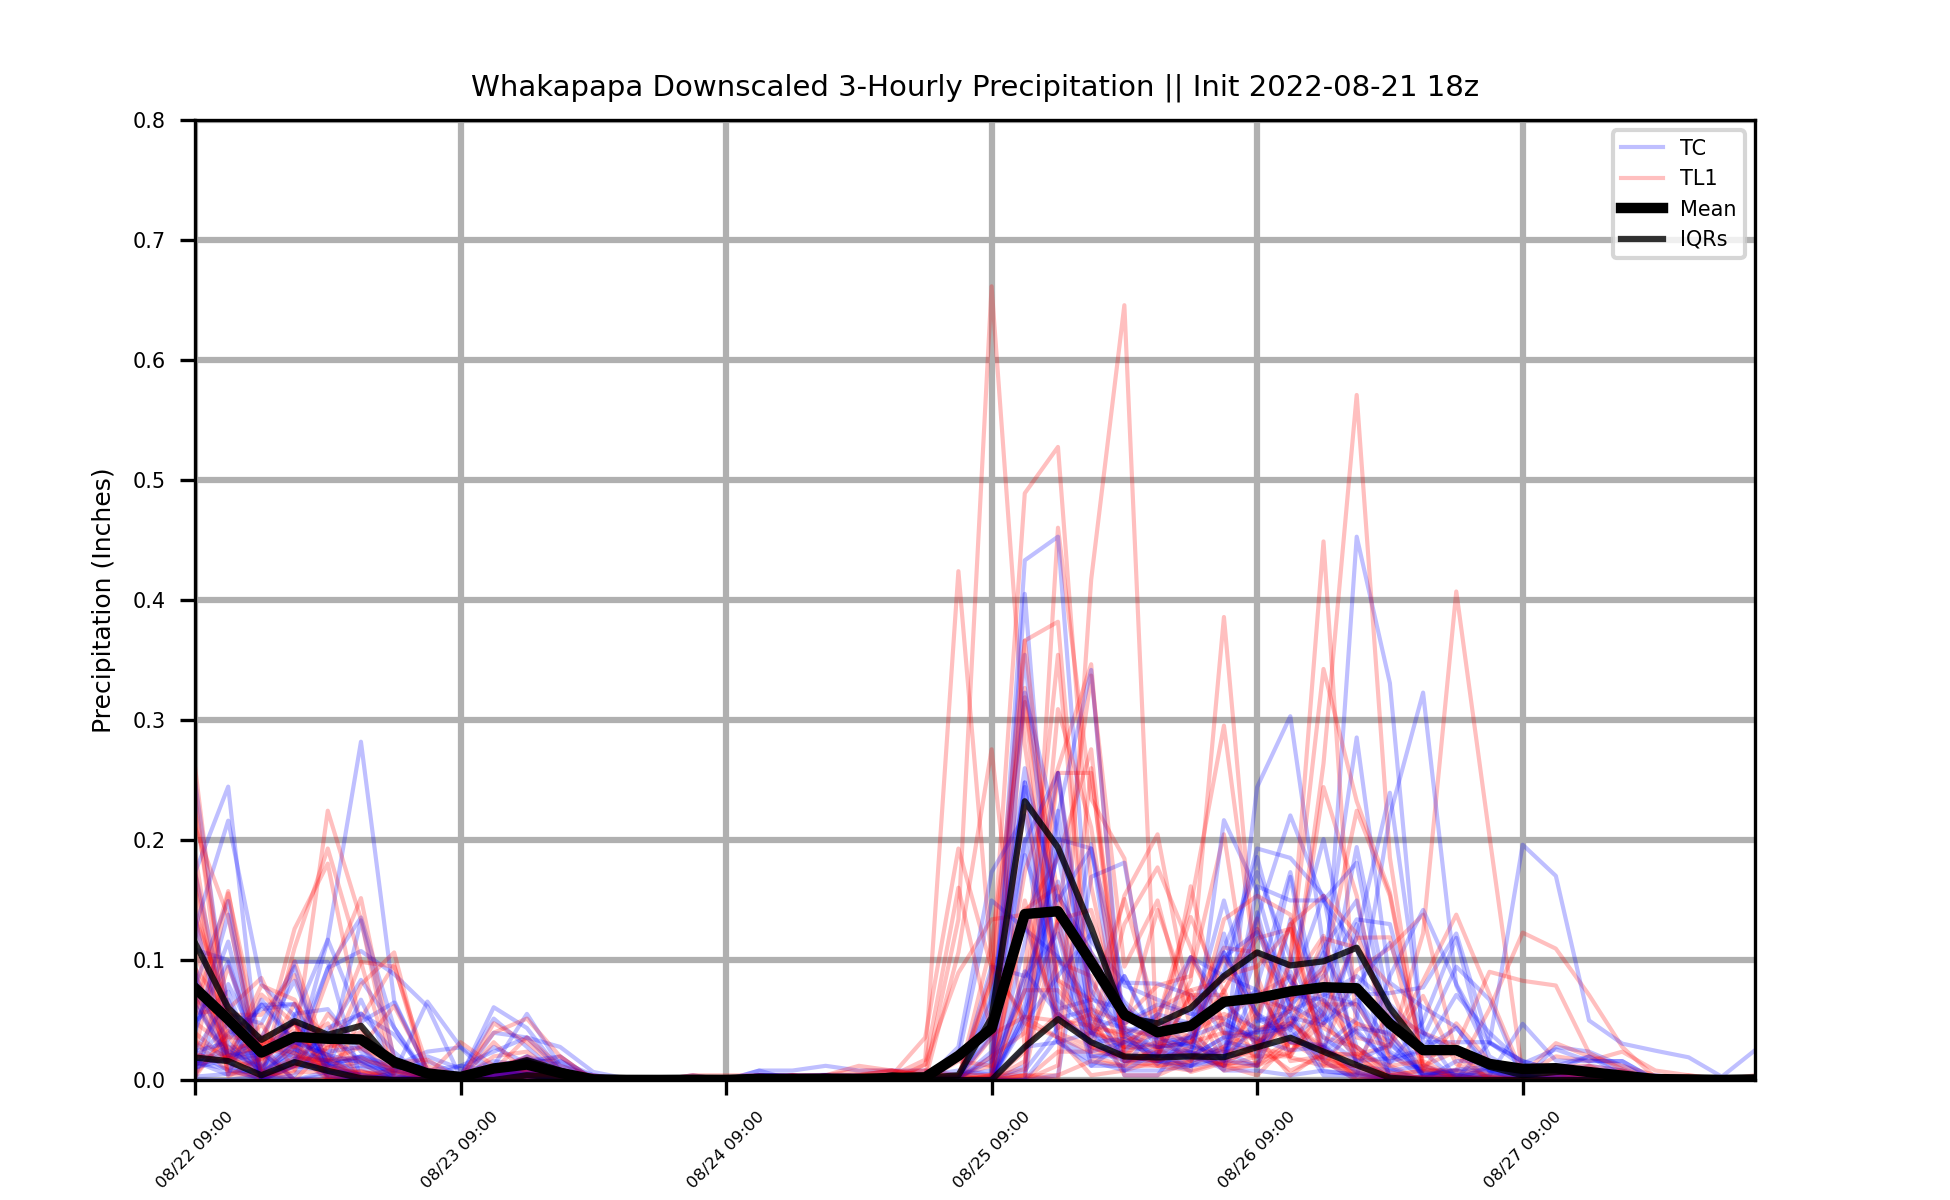 Whakapapa Downscaled 3-Hourly Precipitation || Init 2022-08-21 18z
TC
TL1
Mean
IQRs
Precipitation (Inches)
0.8
0.7
0.6
0.5
0.4
0.3
0.2
0.1
0.0
08/22 09:00
08/23 09:00
08/24 09:00
08/25 09:00
08/26 09:00
08/27 09:00